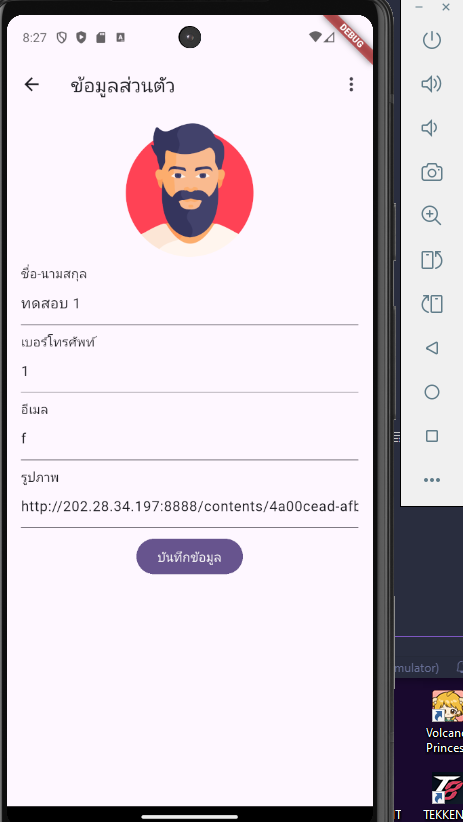 8:27
DEBUG
ข้อมูลส่วนตัว
ชื่อ-นามสกุล
ทดสอบ 1
เบอร์โทรศัพท์
1
อีเมล
f
รูปภาพ
http://202.28.34.197:8888/contents/4a00cead-afb
บันทึกข้อมูล
mulator)
Volcano
Princes
TEKKEN